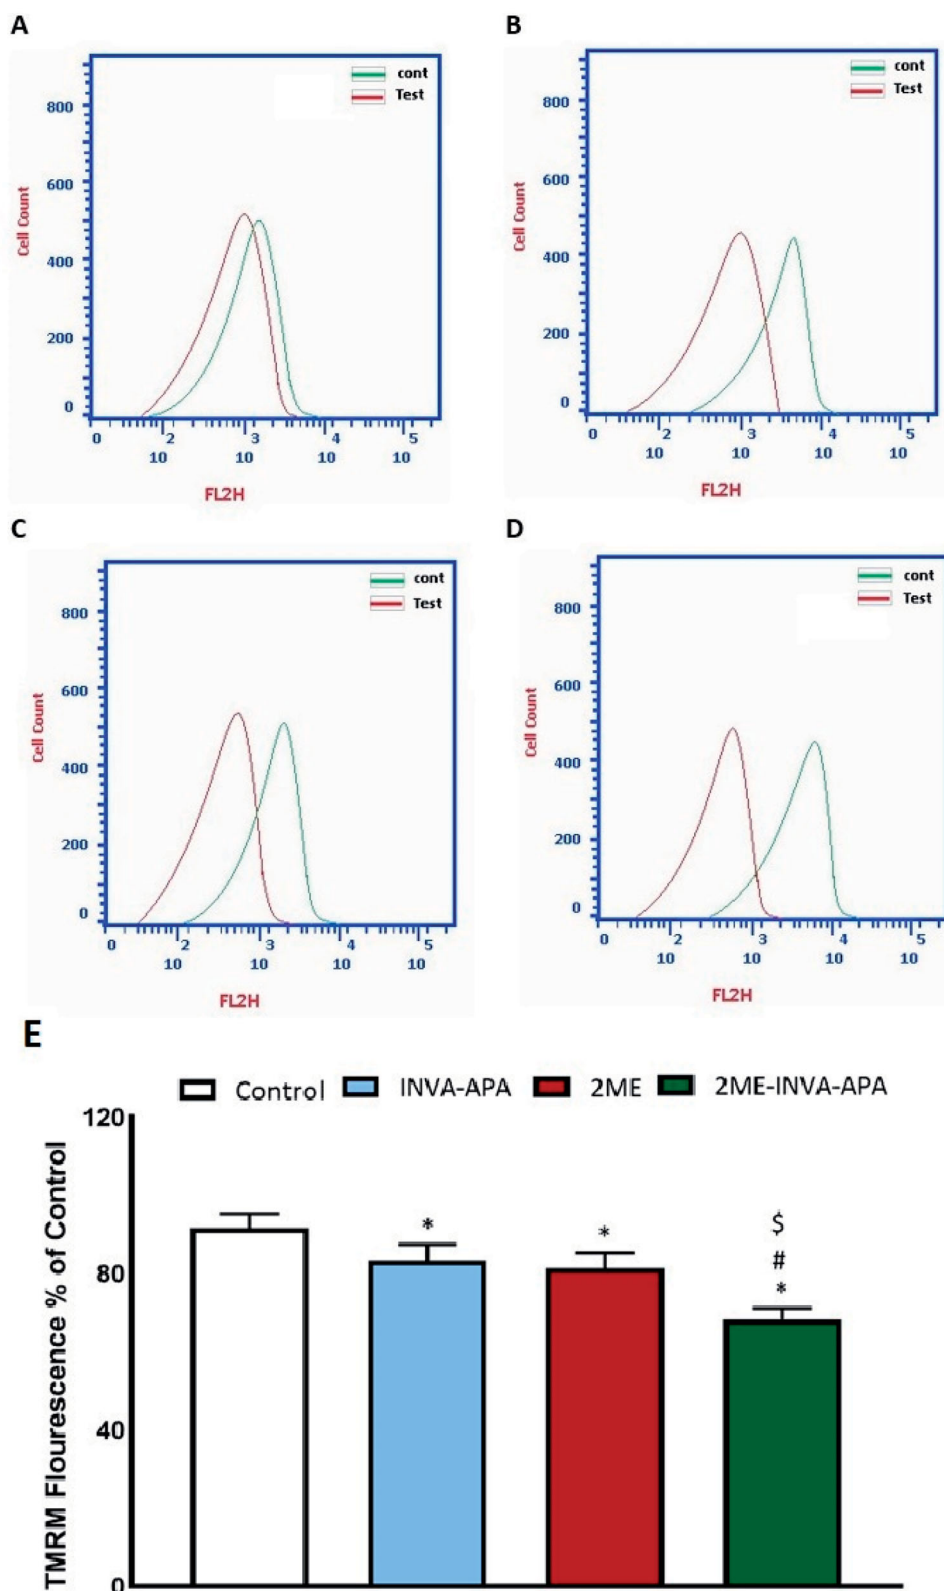 A
cont
Test
800
600
400
200
0
Cell Count
0 10 2 10 3 10 4 10 5
FL2H
B
cont
Test
800
600
400
200
0
Cell Count
0 10 2 10 3 10 4 10 5
FL2H
C
cont
Test
800
600
400
200
0
Cell Count
0 10 2 10 3 10 4 10 5
FL2H
D
cont
Test
800
600
400
200
0
Cell Count
0 10 2 10 3 10 4 10 5
FL2H
E
Control INVA-APA 2ME 2ME-INVA-APA
TMRM Flourescence % of Control
120
80
40
0
*
*
$
#
*